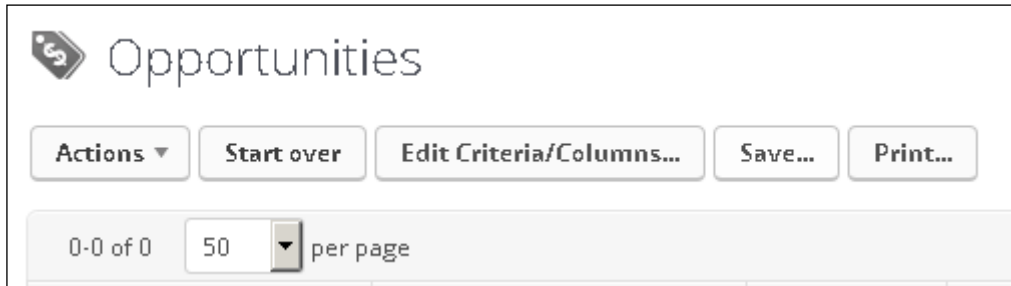 Opportunities
Actions Start over Edit Criteria/Columns... Save... Print...
0-0 of 0 50 per page